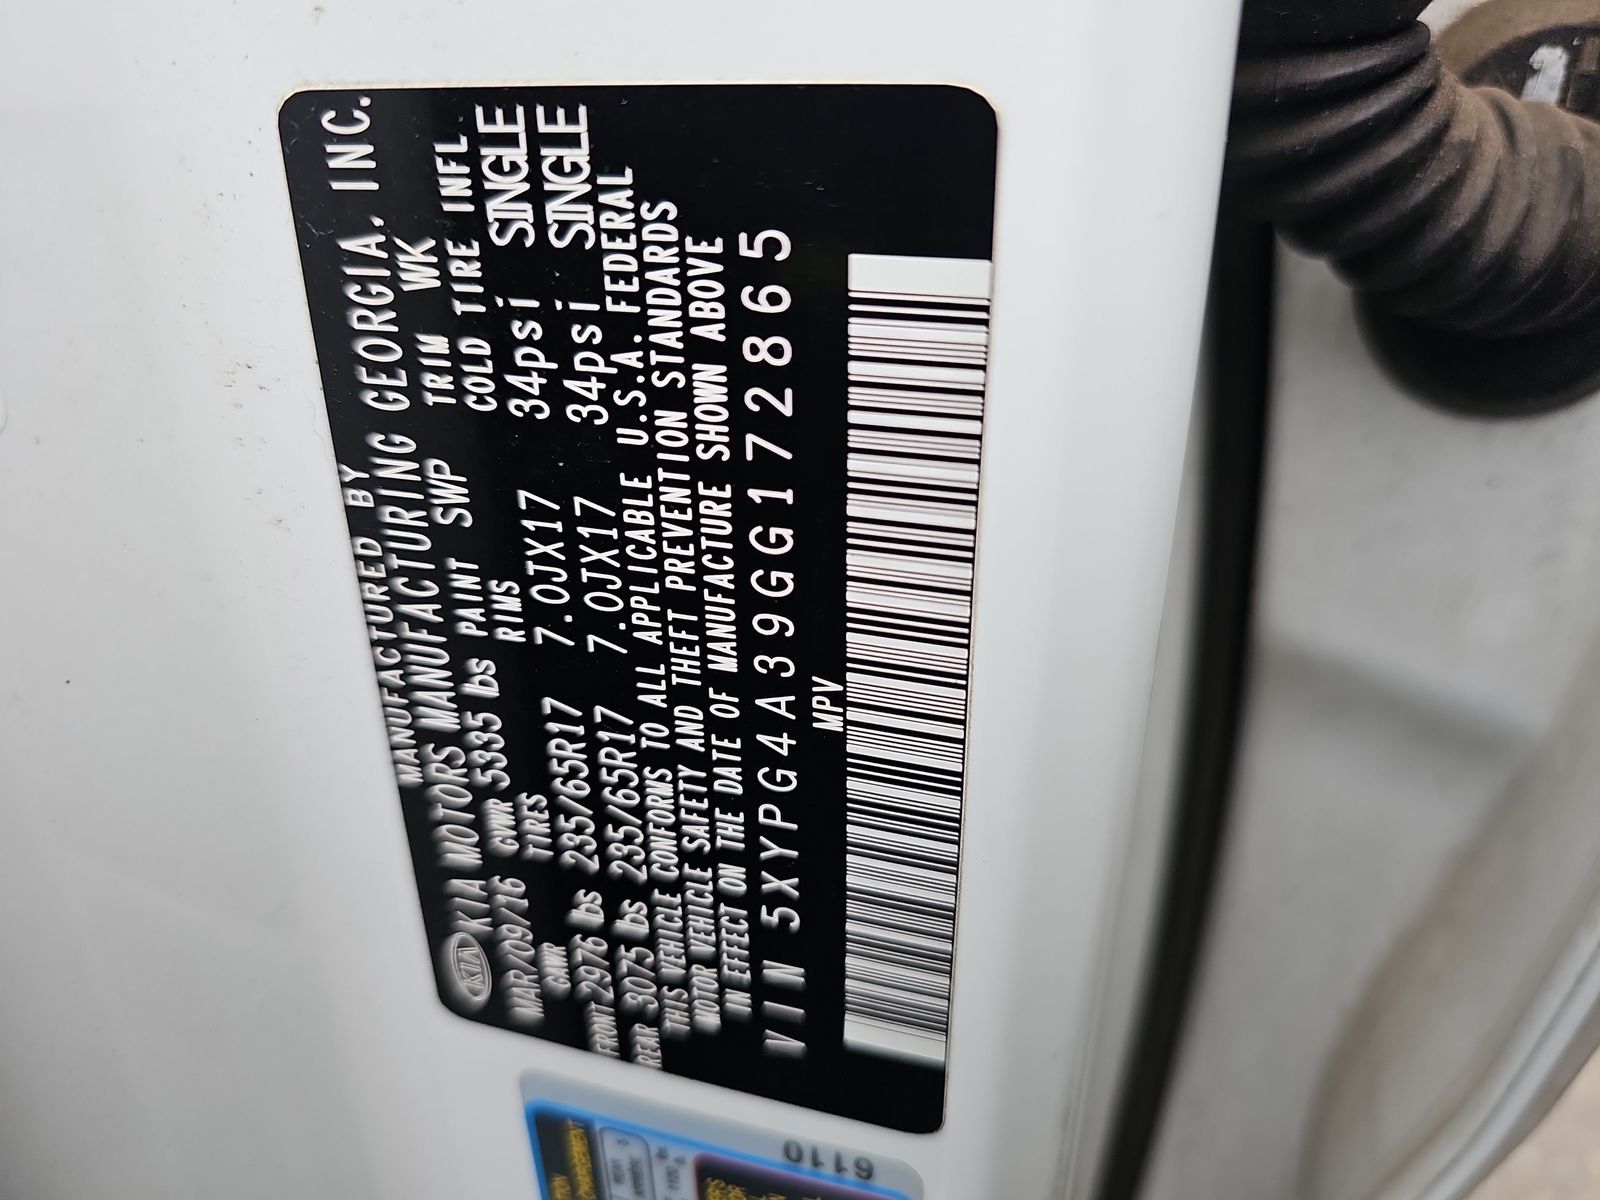 MANUFACTURED BY
KIA KIA MOTORS MANUFACTURING GEORGIA. INC.
MAR/09/16 GVWR 5335 lbs PAINT SWP TRIM WK
GAWR TIRES RIMS COLD TIRE INFL
FRONT 2976 lbs 235/65R17 7.0JX17 34psi SINGLE
REAR 3075 lbs 235/65R17 7.0JX17 34psi SINGLE
THIS VEHICLE CONFORMS TO ALL APPLICABLE U.S.A. FEDERAL
MOTOR VEHICLE SAFETY AND THEFT PREVENTION STANDARDS
IN EFFECT ON THE DATE OF MANUFACTURE SHOWN ABOVE
VIN 5XYPG4A39GG172865
MPV
6110